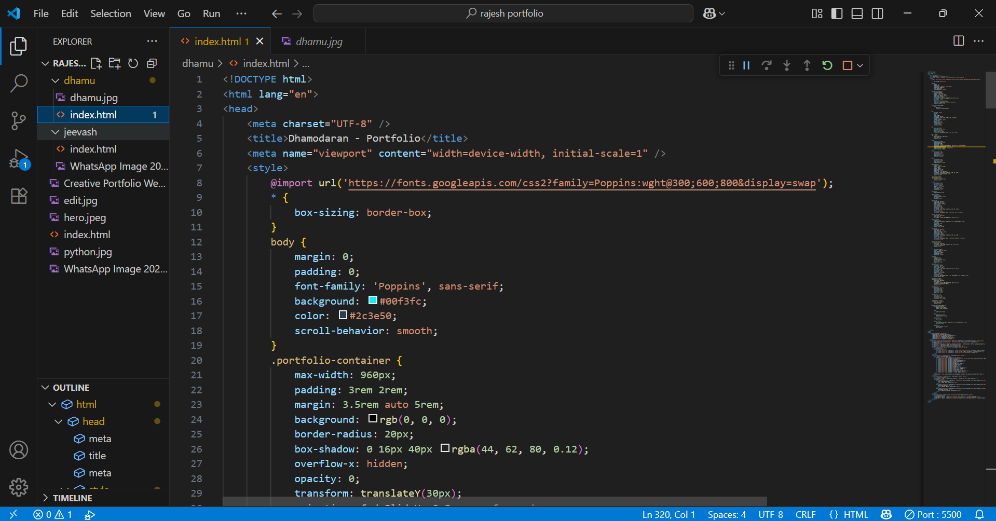 File Edit Selection View Go Run ··· rajesh portfolio
EXPLORER ···
RAJES...
dhamu
dhamu.jpg
index.html 1
jeevash
index.html
WhatsApp Image 20...
Creative Portfolio We...
edit.jpg
hero.jpeg
index.html
python.jpg
WhatsApp Image 202...
OUTLINE
html
head
meta
title
meta
style
TIMELINE
1
index.html 1
dhamu.jpg
dhamu > index.html > ...
1 <!DOCTYPE html>
2 <html lang="en">
3 <head>
4 <meta charset="UTF-8" />
5 <title>Dhamodaran - Portfolio</title>
6 <meta name="viewport" content="width=device-width, initial-scale=1" />
7 <style>
8 @import url('https://fonts.googleapis.com/css2?family=Poppins:wght@300;600;800&display=swap');
9 * {
10 box-sizing: border-box;
11 }
12 body {
13 margin: 0;
14 padding: 0;
15 font-family: 'Poppins', sans-serif;
16 background: #00f3fc;
17 color: #2c3e50;
18 scroll-behavior: smooth;
19 }
20 .portfolio-container {
21 max-width: 960px;
22 padding: 3rem 2rem;
23 margin: 3.5rem auto 5rem;
24 background: rgb(0, 0, 0);
25 border-radius: 20px;
26 box-shadow: 0 16px 40px rgba(44, 62, 80, 0.12);
27 overflow-x: hidden;
28 opacity: 0;
29 transform: translateY(30px);
0 1 Ln 320, Col 1 Spaces: 4 UTF-8 CRLF {} HTML Port : 5500